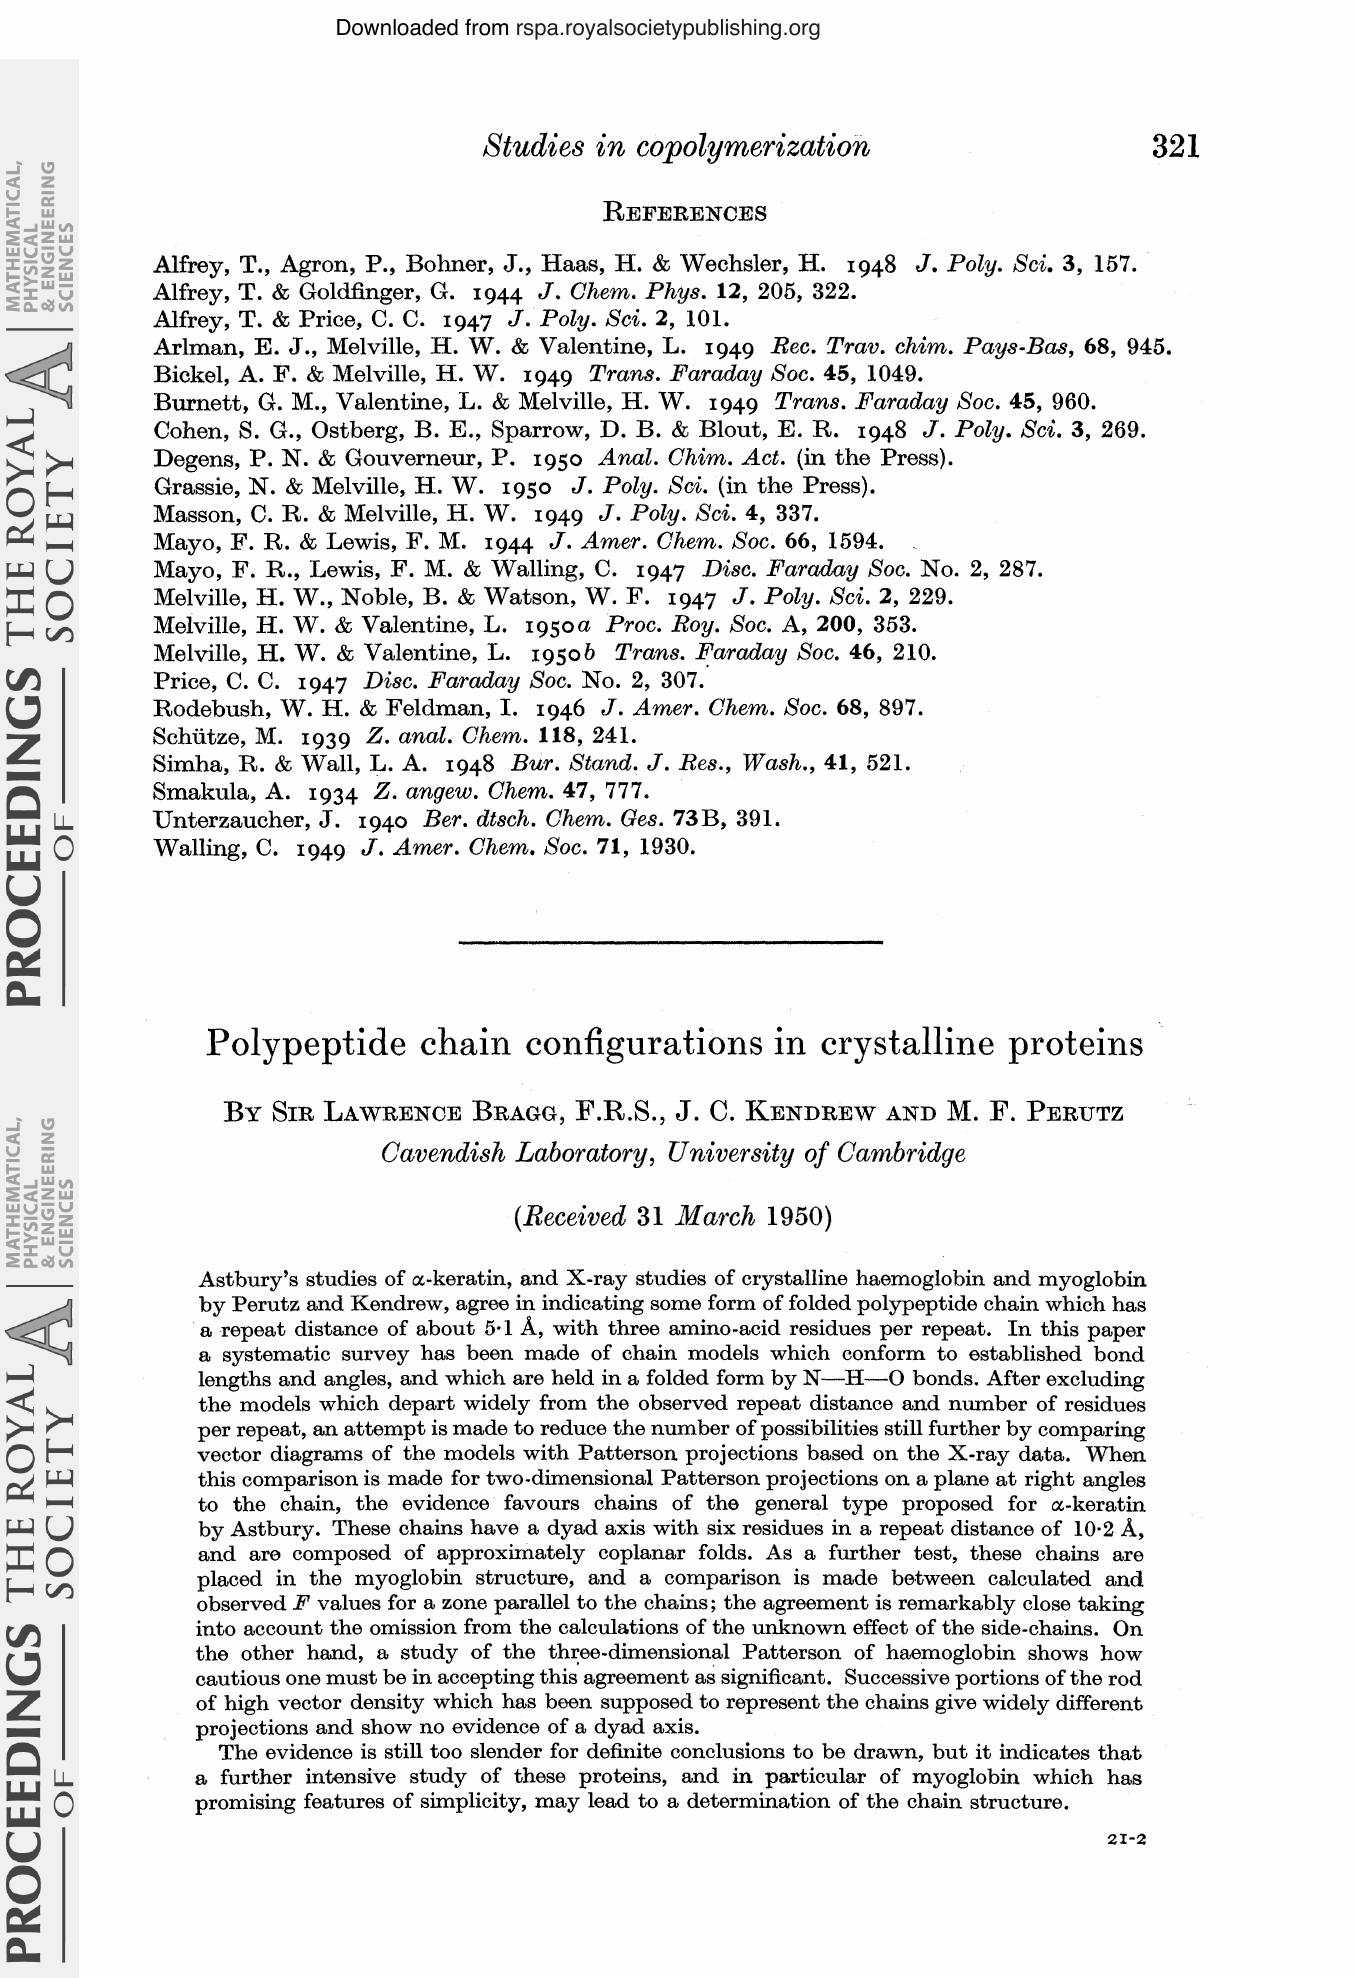 Downloaded from rspa.royalsocietypublishing.org
Studies in copolymerization 321
REFERENCES
Alfrey, T., Agron, P., Bohner, J., Haas, H. & Wechsler, H. 1948 J. Poly. Sci. 3, 157.
Alfrey, T. & Goldfinger, G. 1944 J. Chem. Phys. 12, 205, 322.
Alfrey, T. & Price, C. C. 1947 J. Poly. Sci. 2, 101.
Arlman, E. J., Melville, H. W. & Valentine, L. 1949 Rec. Trav. chim. Pays-Bas, 68, 945.
Bickel, A. F. & Melville, H. W. 1949 Trans. Faraday Soc. 45, 1049.
Burnett, G. M., Valentine, L. & Melville, H. W. 1949 Trans. Faraday Soc. 45, 960.
Cohen, S. G., Ostberg, B. E., Sparrow, D. B. & Blout, E. R. 1948 J. Poly. Sci. 3, 269.
Degens, P. N. & Gouverneur, P. 1950 Anal. Chim. Act. (in the Press).
Grassie, N. & Melville, H. W. 1950 J. Poly. Sci. (in the Press).
Masson, C. R. & Melville, H. W. 1949 J. Poly. Sci. 4, 337.
Mayo, F. R. & Lewis, F. M. 1944 J. Amer. Chem. Soc. 66, 1594.
Mayo, F. R., Lewis, F. M. & Walling, C. 1947 Disc. Faraday Soc. No. 2, 287.
Melville, H. W., Noble, B. & Watson, W. F. 1947 J. Poly. Sci. 2, 229.
Melville, H. W. & Valentine, L. 1950a Proc. Roy. Soc. A, 200, 353.
Melville, H. W. & Valentine, L. 1950b Trans. Faraday Soc. 46, 210.
Price, C. C. 1947 Disc. Faraday Soc. No. 2, 307.
Rodebush, W. H. & Feldman, I. 1946 J. Amer. Chem. Soc. 68, 897.
Schütze, M. 1939 Z. anal. Chem. 118, 241.
Simha, R. & Wall, L. A. 1948 Bur. Stand. J. Res., Wash., 41, 521.
Smakula, A. 1934 Z. angew. Chem. 47, 777.
Unterzaucher, J. 1940 Ber. dtsch. Chem. Ges. 73B, 391.
Walling, C. 1949 J. Amer. Chem. Soc. 71, 1930.
Polypeptide chain configurations in crystalline proteins
BY SIR LAWRENCE BRAGG, F.R.S., J. C. KENDREW AND M. F. PERUTZ
Cavendish Laboratory, University of Cambridge
(Received 31 March 1950)
Astbury's studies of α-keratin, and X-ray studies of crystalline haemoglobin and myoglobin
by Perutz and Kendrew, agree in indicating some form of folded polypeptide chain which has
a repeat distance of about 5·1 Å, with three amino-acid residues per repeat. In this paper
a systematic survey has been made of chain models which conform to established bond
lengths and angles, and which are held in a folded form by N—H—O bonds. After excluding
the models which depart widely from the observed repeat distance and number of residues
per repeat, an attempt is made to reduce the number of possibilities still further by comparing
vector diagrams of the models with Patterson projections based on the X-ray data. When
this comparison is made for two-dimensional Patterson projections on a plane at right angles
to the chain, the evidence favours chains of the general type proposed for α-keratin
by Astbury. These chains have a dyad axis with six residues in a repeat distance of 10·2 Å,
and are composed of approximately coplanar folds. As a further test, these chains are
placed in the myoglobin structure, and a comparison is made between calculated and
observed F values for a zone parallel to the chains; the agreement is remarkably close taking
into account the omission from the calculations of the unknown effect of the side-chains. On
the other hand, a study of the three-dimensional Patterson of haemoglobin shows how
cautious one must be in accepting this agreement as significant. Successive portions of the rod
of high vector density which has been supposed to represent the chains give widely different
projections and show no evidence of a dyad axis.
The evidence is still too slender for definite conclusions to be drawn, but it indicates that
a further intensive study of these proteins, and in particular of myoglobin which has
promising features of simplicity, may lead to a determination of the chain structure.
21-2
PROCEEDINGS OF THE ROYAL SOCIETY A
MATHEMATICAL,
PHYSICAL
& ENGINEERING
SCIENCES
PROCEEDINGS OF THE ROYAL SOCIETY A
MATHEMATICAL,
PHYSICAL
& ENGINEERING
SCIENCES